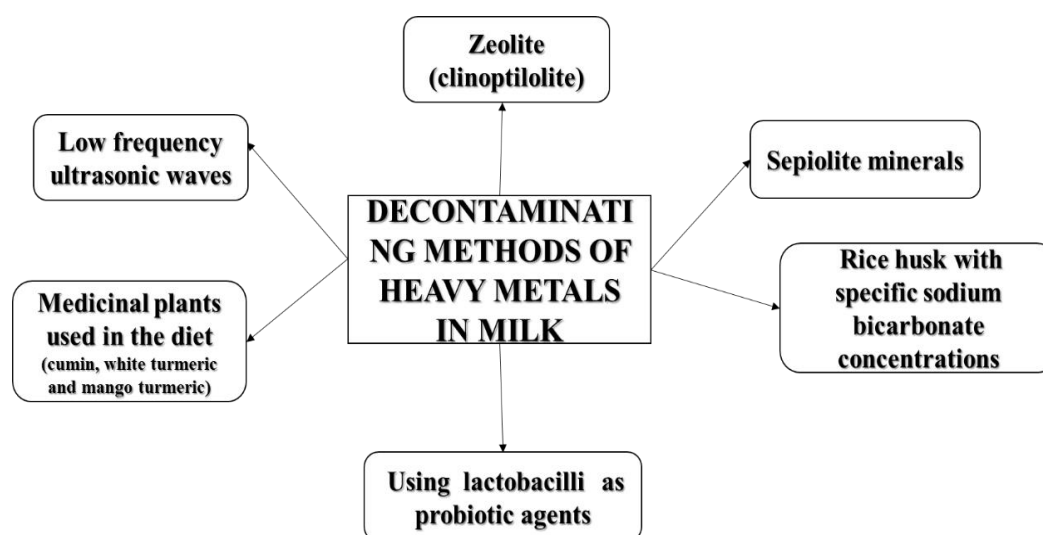 Zeolite
(clinoptilolite)
Low frequency
ultrasonic waves
Sepiolite minerals
DECONTAMINATI
NG METHODS OF
HEAVY METALS
IN MILK
Rice husk with
specific sodium
bicarbonate
concentrations
Medicinal plants
used in the diet
(cumin, white turmeric
and mango turmeric)
Using lactobacilli as
probiotic agents